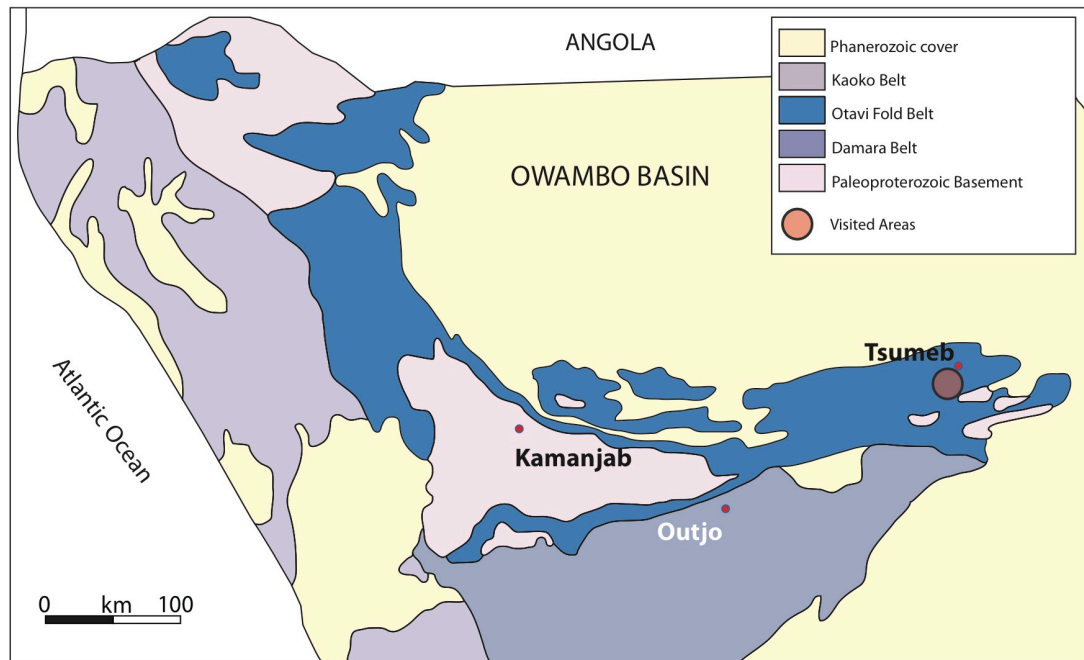 ANGOLA
Phanerozoic cover
Kaoko Belt
Otavi Fold Belt
Damara Belt
Paleoproterozoic Basement
Visited Areas
OWAMBO BASIN
Tsumeb
Atlantic Ocean
Kamanjab
Outjo
0 km 100